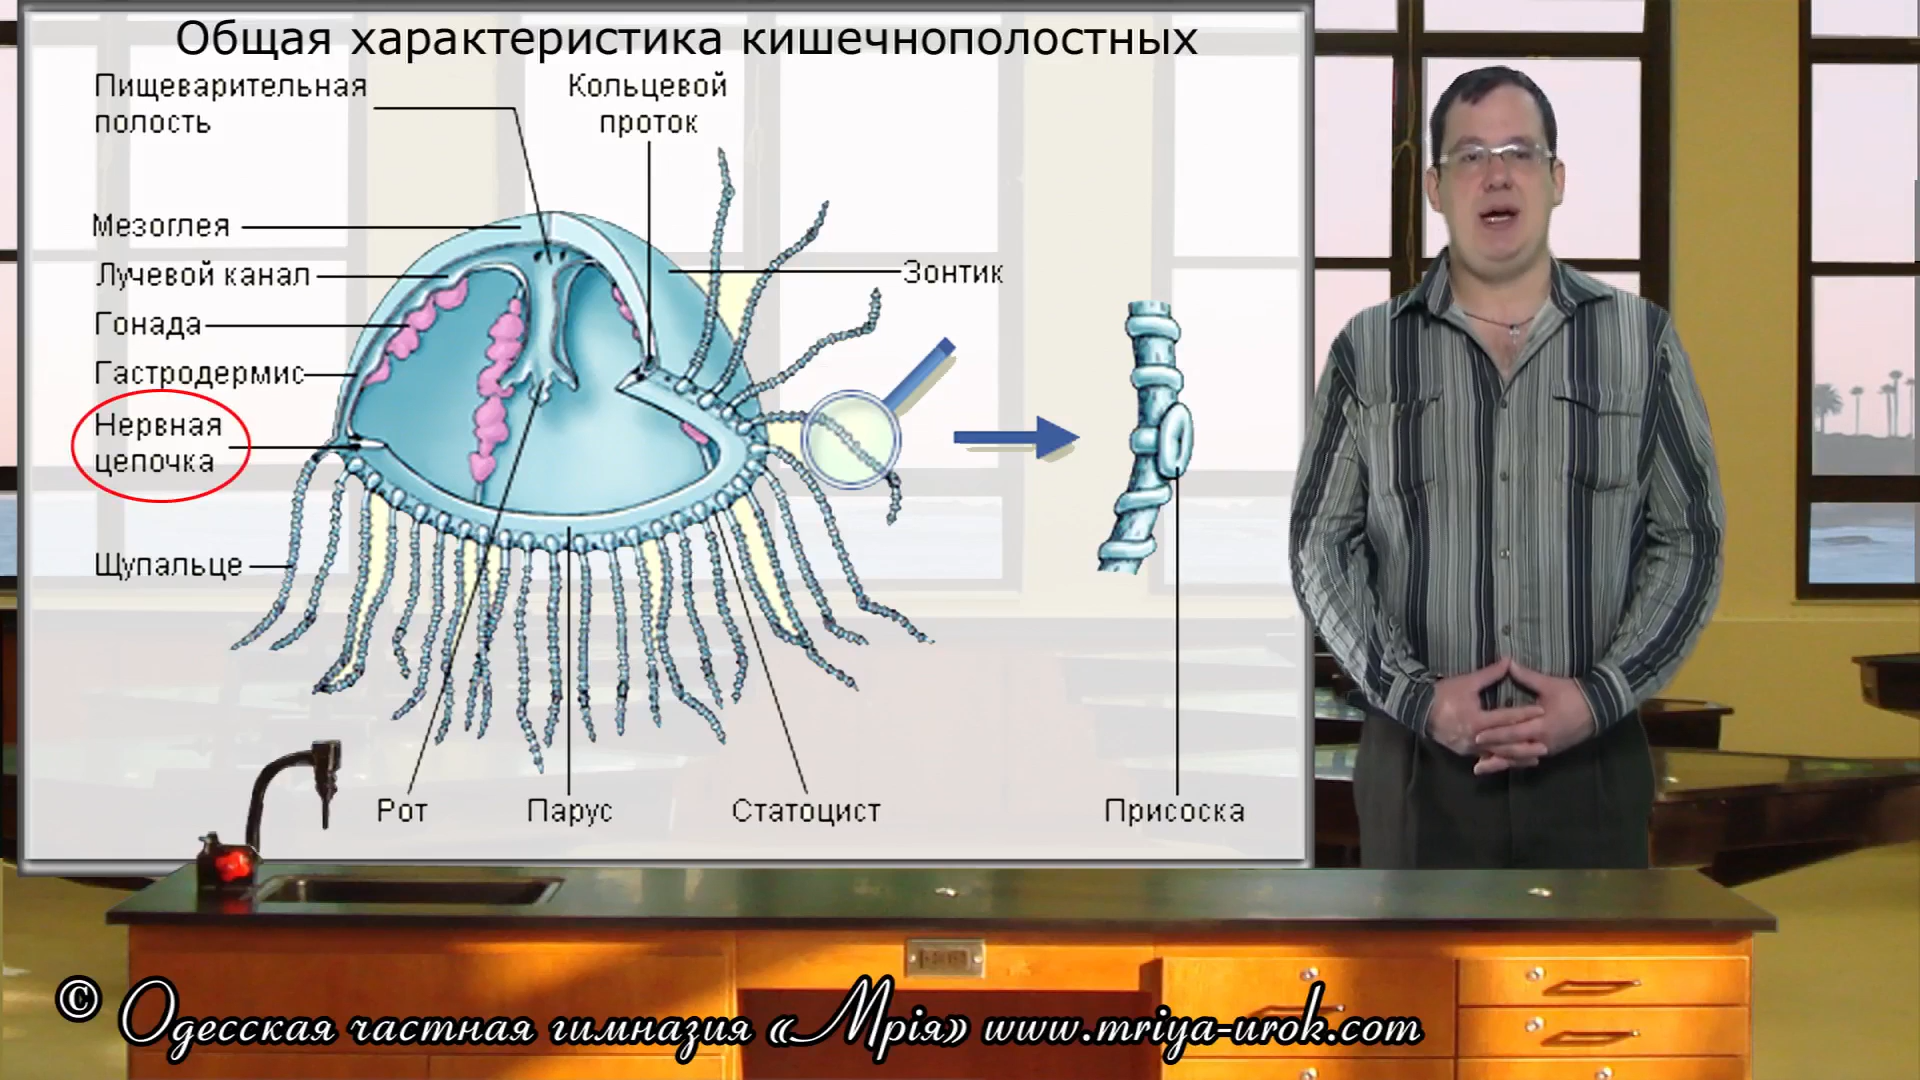 Общая характеристика кишечнополостных
Пищеварительная
полость
Кольцевой
проток
Мезоглея
Лучевой канал
Зонтик
Гонада
Гастродермис
Нервная
цепочка
Щупальце
Рот
Парус
Статоцист
Присоска
© Одесская частная гимназия «Мрія» www.mriya-urok.com